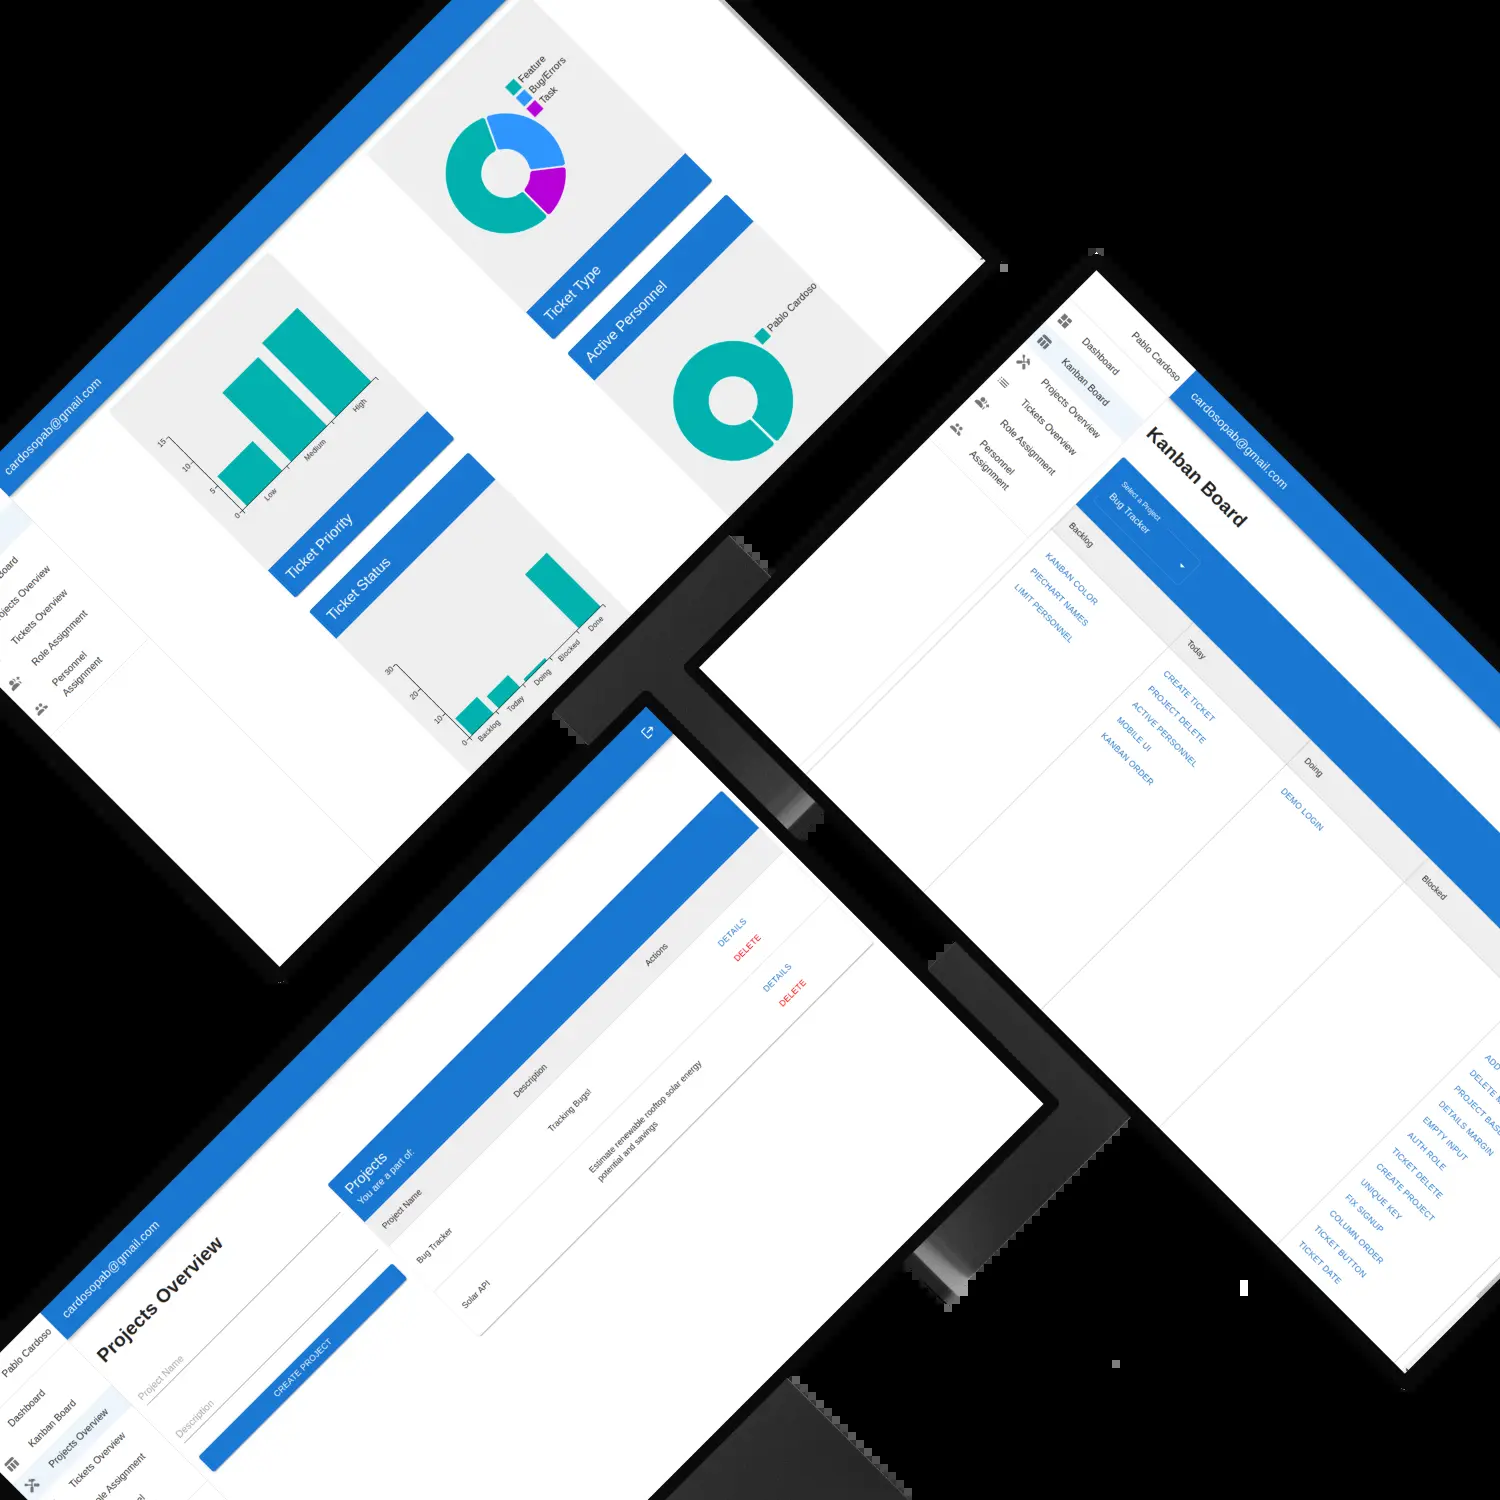 cardosopab@gmail.com
Projects Overview
Tickets Overview
Role Assignment
Personnel
Assignment
15
10
5
0
Low
Medium
High
Ticket Priority
Feature
Bug/Errors
Task
Ticket Type
Ticket Status
30
20
10
0
Backlog
Today
Doing
Blocked
Done
Active Personnel
Pablo Cardoso
Pablo Cardoso
cardosopab@gmail.com
Dashboard
Kanban Board
Projects Overview
Tickets Overview
Role Assignment
Personnel
Assignment
Kanban Board
Select a Project
Bug Tracker
Backlog
Today
Doing
Blocked
KANBAN COLOR
PIECHART NAMES
LIMIT PERSONNEL
CREATE TICKET
PROJECT DELETE
ACTIVE PERSONNEL
MOBILE UI
KANBAN ORDER
DEMO LOGIN
ADD
DELETE
PROJECT
DETAILS MARGIN
EMPTY INPUT
AUTH ROLE
TICKET DELETE
CREATE PROJECT
UNIQUE KEY
FIX SIGNUP
COLUMN ORDER
TICKET BUTTON
TICKET DATE
Pablo Cardoso
cardosopab@gmail.com
Dashboard
Kanban Board
Projects Overview
Tickets Overview
Assignment
Projects Overview
Project Name
Description
CREATE PROJECT
Projects
You are a part of:
Project Name
Description
Actions
Bug Tracker
Tracking Bugs!
DETAILS
DELETE
Solar API
Estimate renewable rooftop solar energy
potential and savings
DETAILS
DELETE